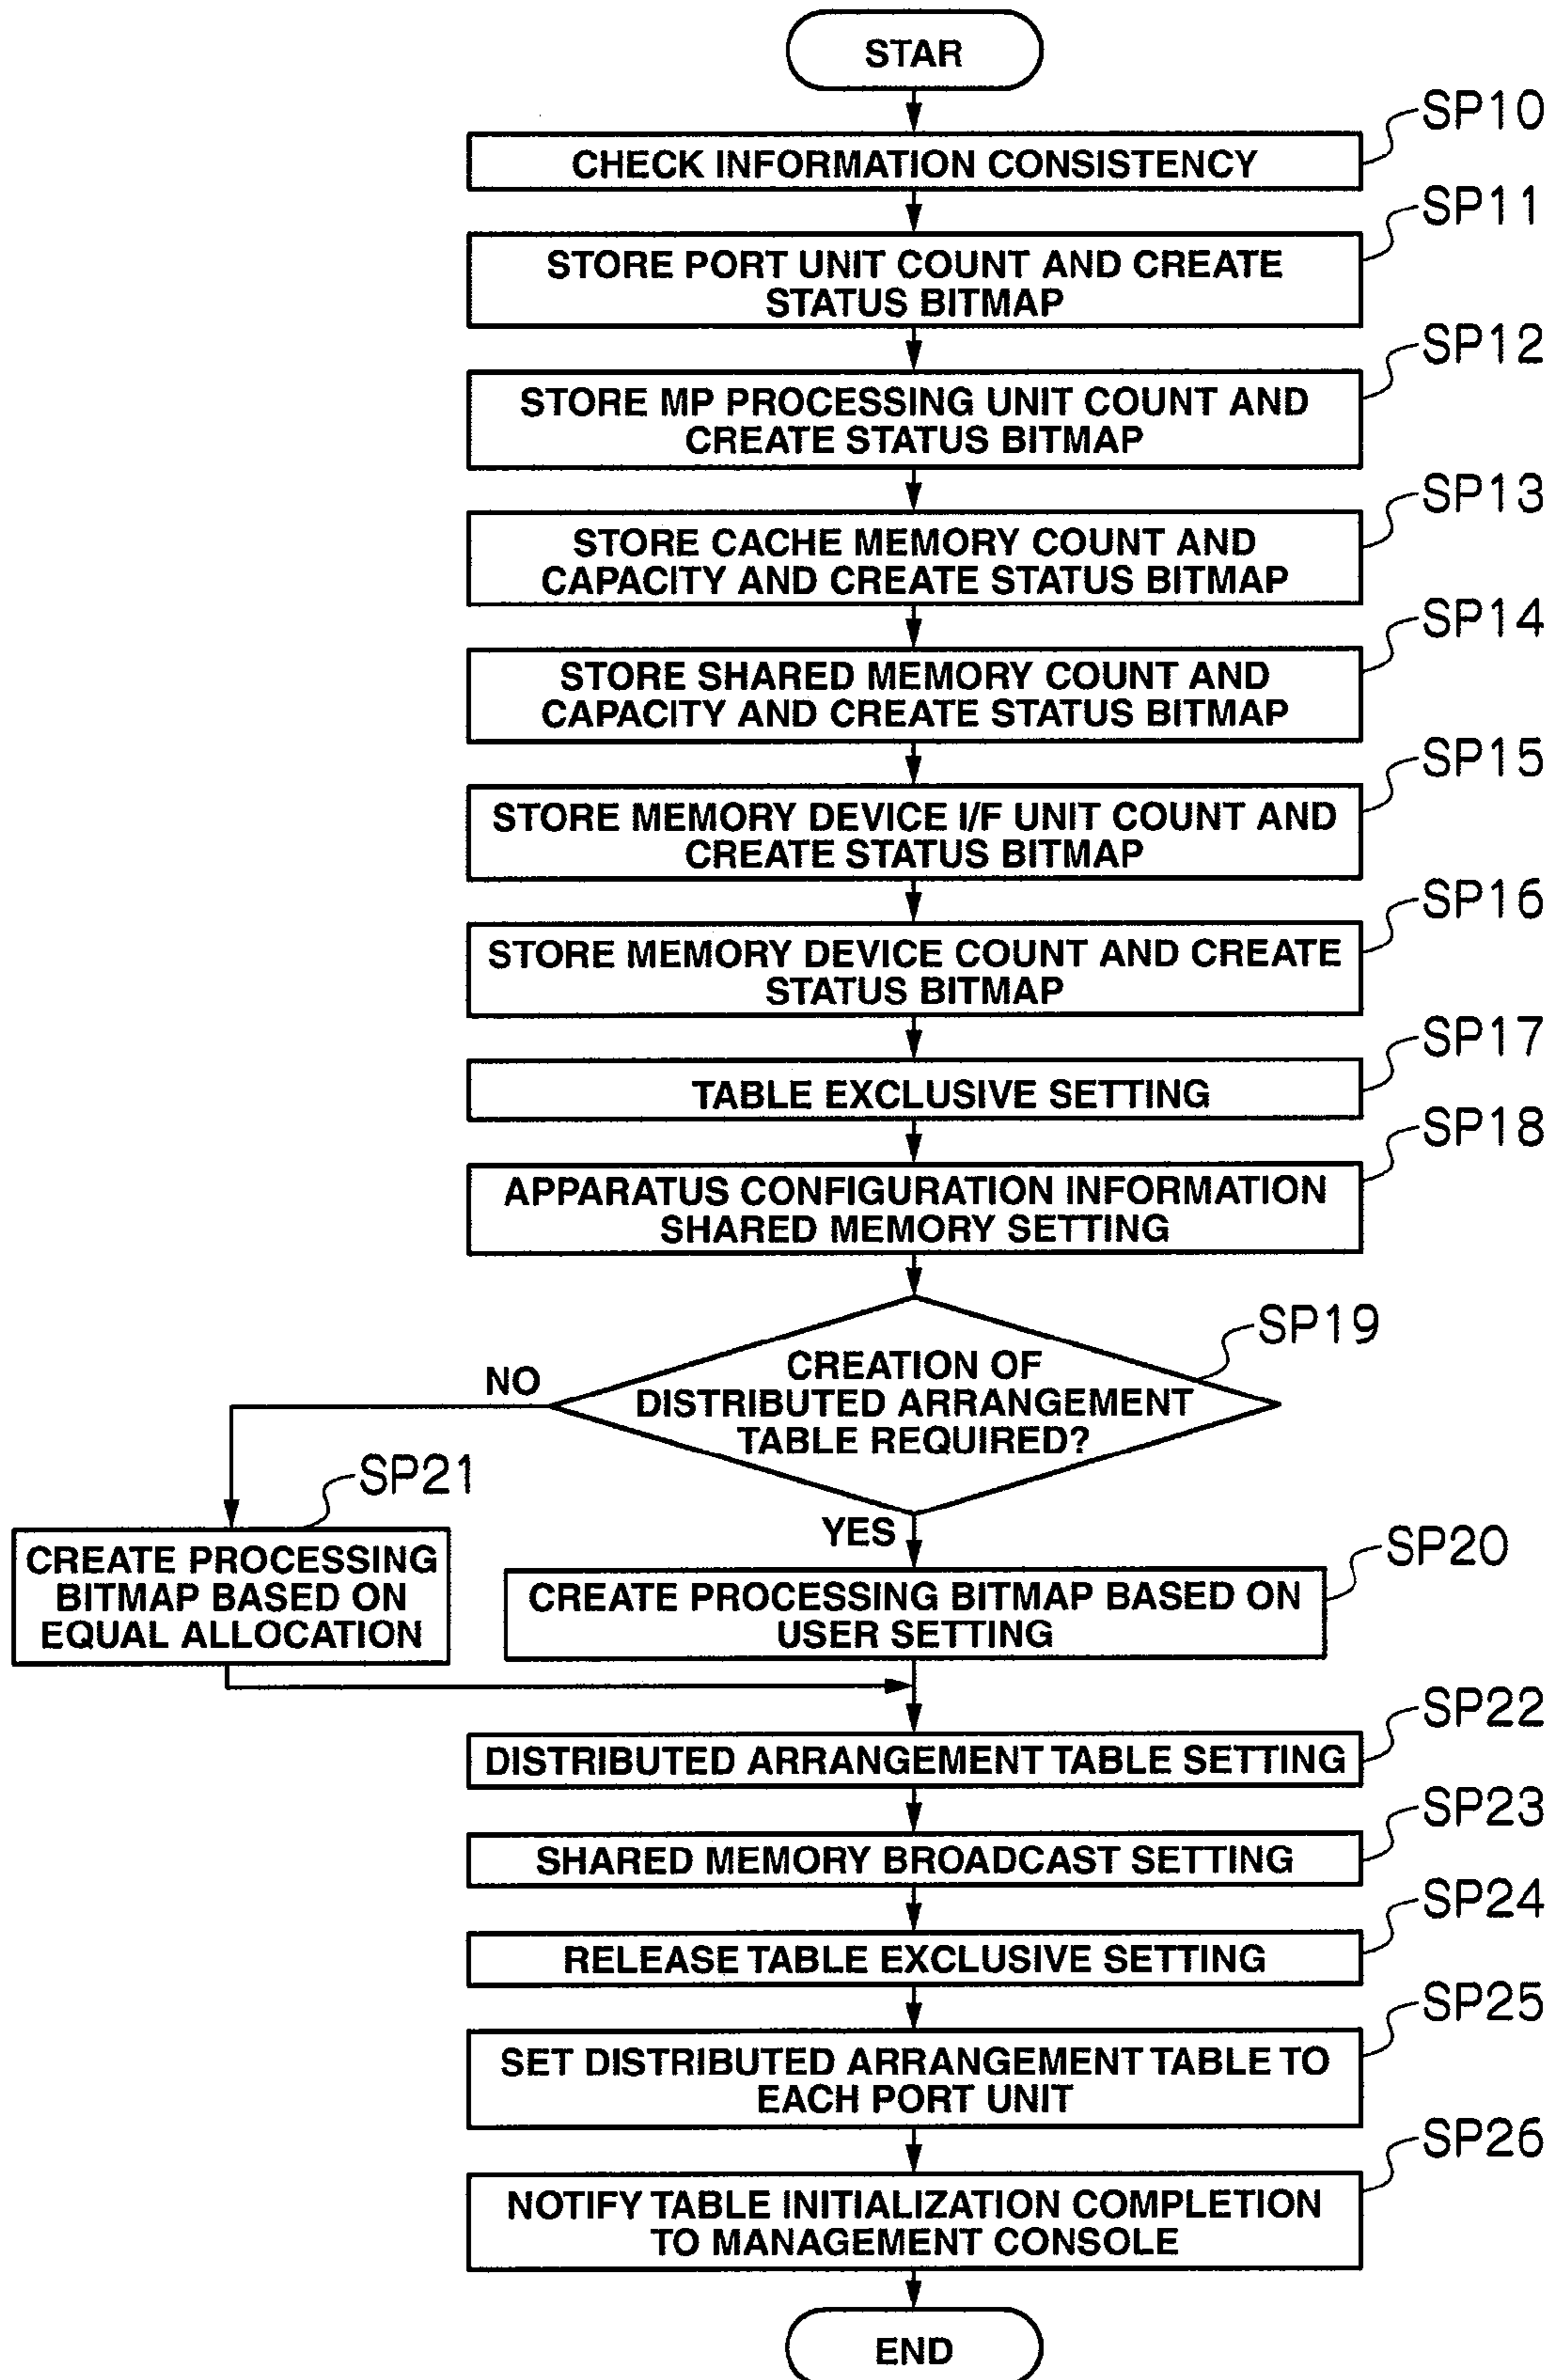 STAR
SP10
CHECK INFORMATION CONSISTENCY
SP11
STORE PORT UNIT COUNT AND CREATE
STATUS BITMAP
SP12
STORE MP PROCESSING UNIT COUNT AND
CREATE STATUS BITMAP
SP13
STORE CACHE MEMORY COUNT AND
CAPACITY AND CREATE STATUS BITMAP
SP14
STORE SHARED MEMORY COUNT AND
CAPACITY AND CREATE STATUS BITMAP
SP15
STORE MEMORY DEVICE I/F UNIT COUNT AND
CREATE STATUS BITMAP
SP16
STORE MEMORY DEVICE COUNT AND CREATE
STATUS BITMAP
SP17
TABLE EXCLUSIVE SETTING
SP18
APPARATUS CONFIGURATION INFORMATION
SHARED MEMORY SETTING
SP19
CREATION OF
DISTRIBUTED ARRANGEMENT
TABLE REQUIRED?
NO
SP21
CREATE PROCESSING
BITMAP BASED ON
EQUAL ALLOCATION
YES
SP20
CREATE PROCESSING BITMAP BASED ON
USER SETTING
SP22
DISTRIBUTED ARRANGEMENT TABLE SETTING
SP23
SHARED MEMORY BROADCAST SETTING
SP24
RELEASE TABLE EXCLUSIVE SETTING
SP25
SET DISTRIBUTED ARRANGEMENT TABLE TO
EACH PORT UNIT
SP26
NOTIFY TABLE INITIALIZATION COMPLETION
TO MANAGEMENT CONSOLE
END